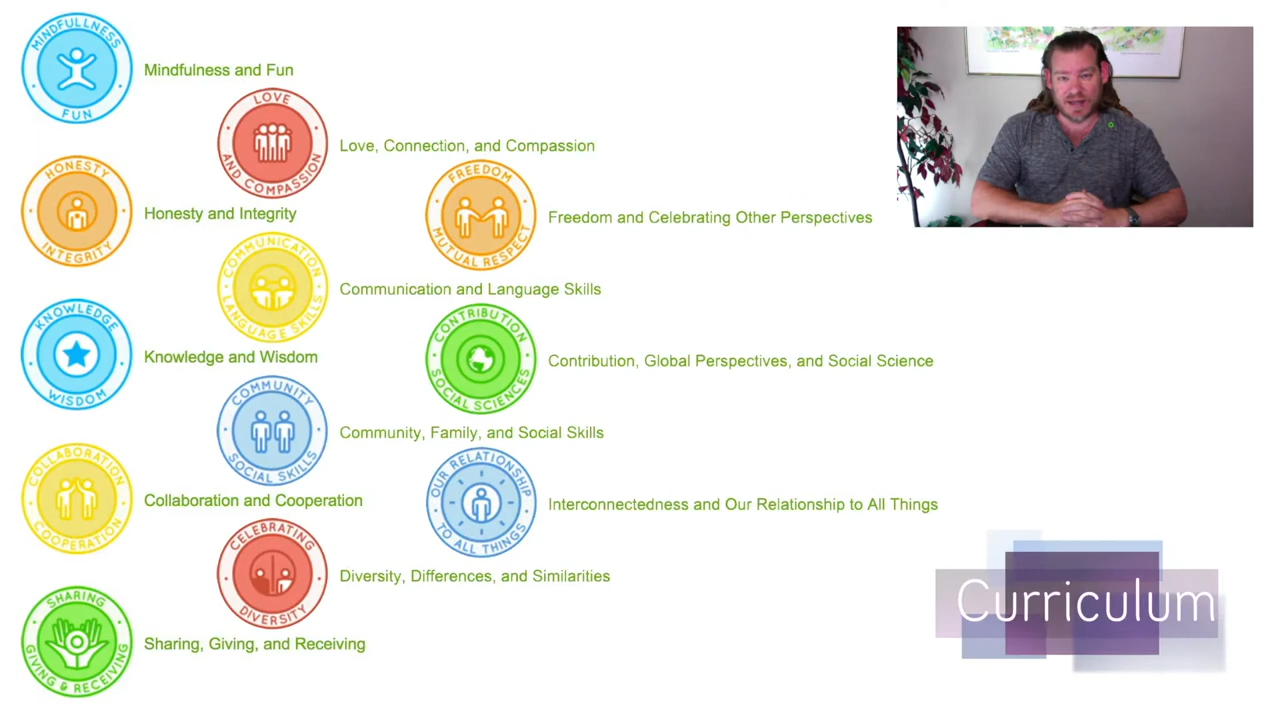 MINDFULLNESS
FUN
Mindfulness and Fun
LOVE
AND COMPASSION
Love, Connection, and Compassion
HONESTY
INTEGRITY
Honesty and Integrity
FREEDOM
MUTUAL RESPECT
Freedom and Celebrating Other Perspectives
COMMUNICATION
LANGUAGE SKILLS
Communication and Language Skills
KNOWLEDGE
WISDOM
Knowledge and Wisdom
CONTRIBUTION
SOCIAL SCIENCES
Contribution, Global Perspectives, and Social Science
COMMUNITY
SOCIAL SKILLS
Community, Family, and Social Skills
COLLABORATION
COOPERATION
Collaboration and Cooperation
OUR RELATIONSHIP
TO ALL THINGS
Interconnectedness and Our Relationship to All Things
CELEBRATING
DIVERSITY
Diversity, Differences, and Similarities
SHARING
GIVING & RECEIVING
Sharing, Giving, and Receiving
Curriculum